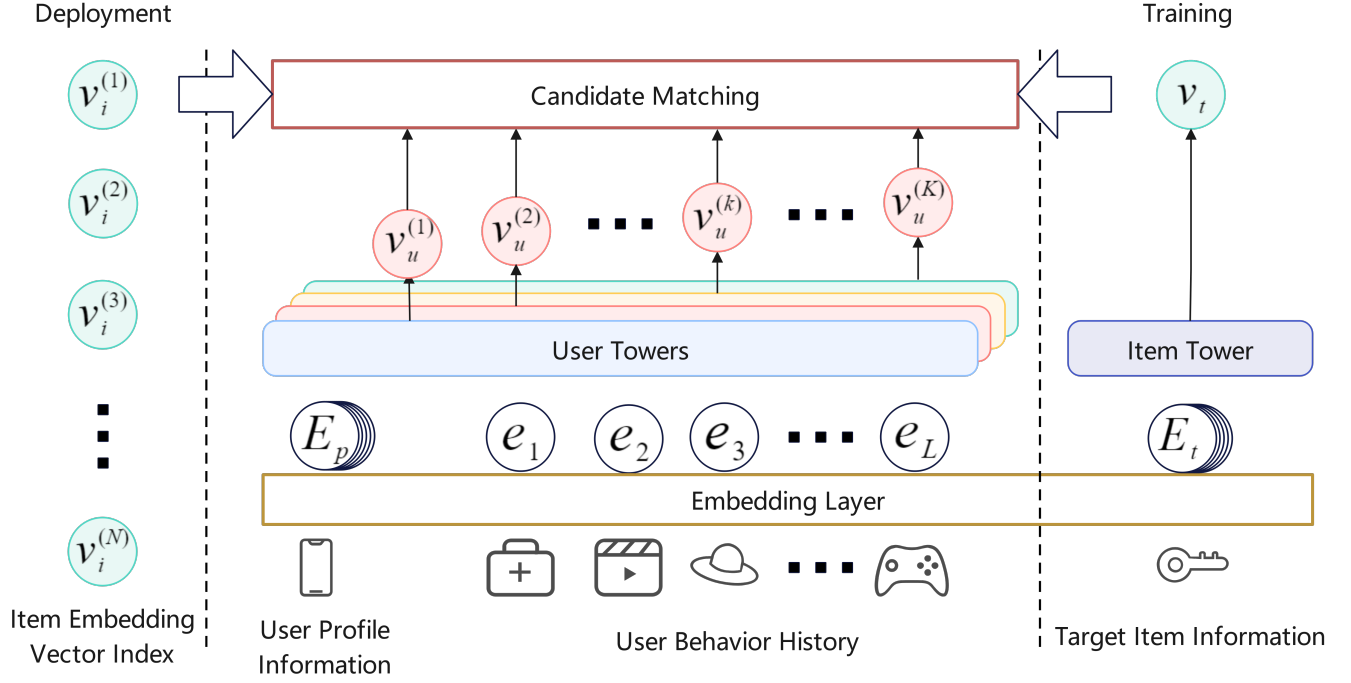 Deployment
Training
v_i^{(1)}
Candidate Matching
v_t
v_i^{(2)}
v_u^{(1)}
v_u^{(2)}
v_u^{(k)}
v_u^{(K)}
v_i^{(3)}
User Towers
Item Tower
E_p
e_1
e_2
e_3
e_L
E_t
Embedding Layer
v_i^{(N)}
Item Embedding
Vector Index
User Profile
Information
User Behavior History
Target Item Information